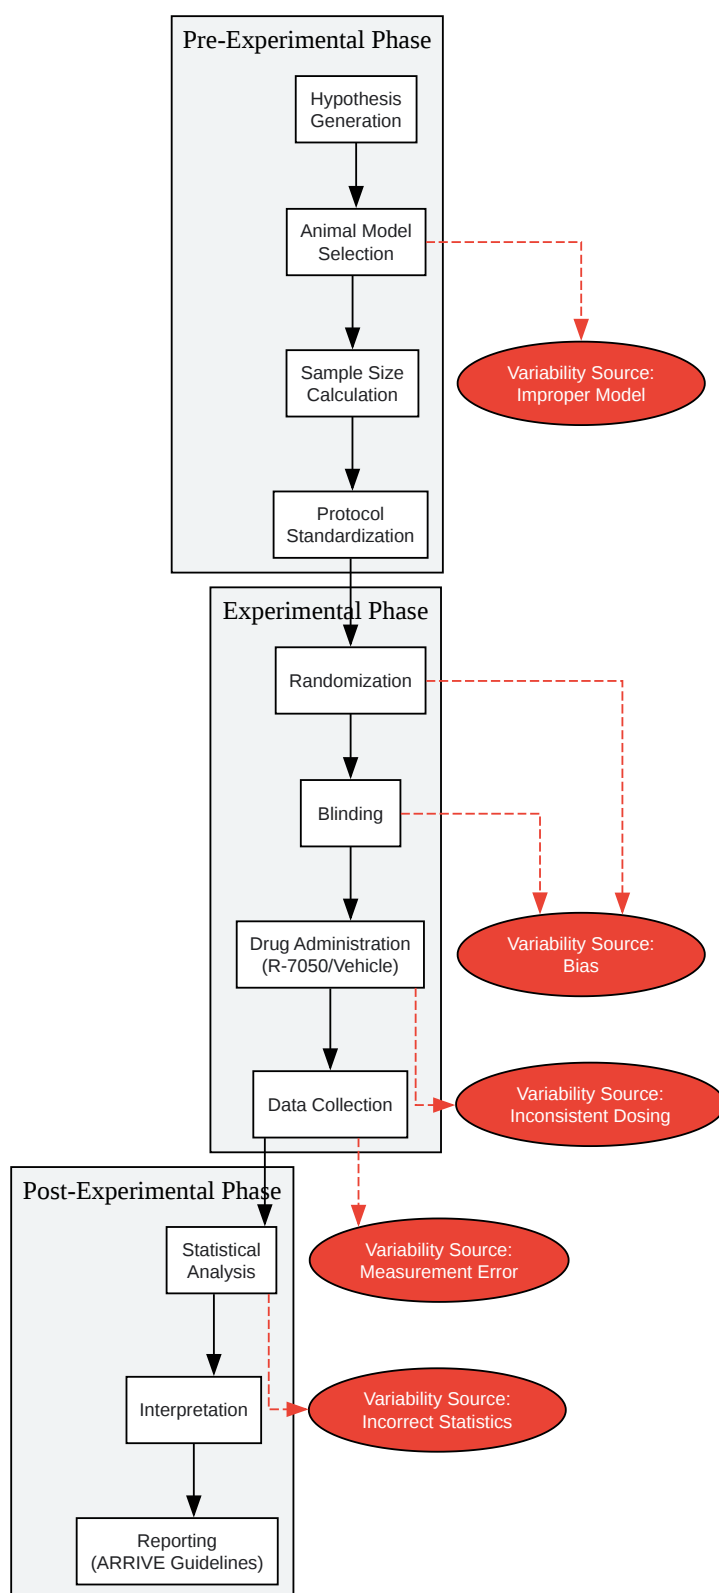 Pre-Experimental Phase
Hypothesis
Generation
Animal Model
Selection
Sample Size
Calculation
Variability Source:
Improper Model
Protocol
Standardization
Experimental Phase
Randomization
Blinding
Drug Administration
(R-7050/Vehicle)
Variability Source:
Bias
Data Collection
Variability Source:
Inconsistent Dosing
Post-Experimental Phase
Statistical
Analysis
Variability Source:
Measurement Error
Interpretation
Variability Source:
Incorrect Statistics
Reporting
(ARRIVE Guidelines)